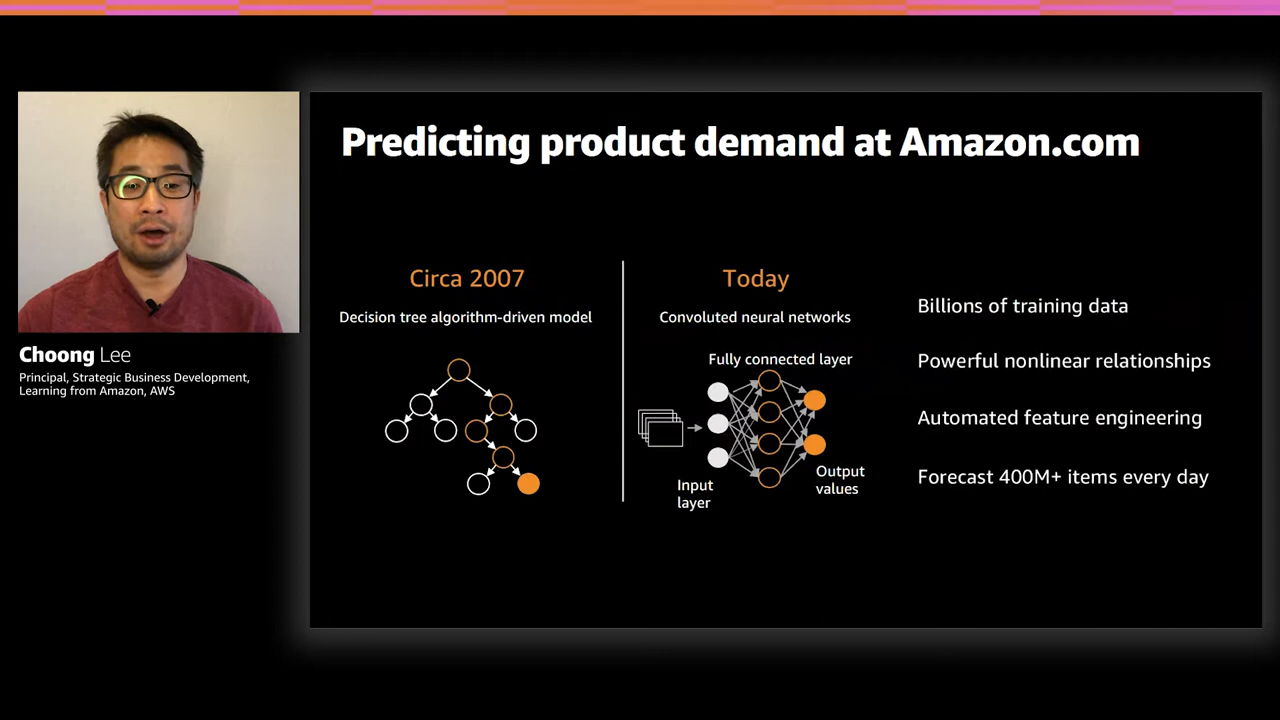 Predicting product demand at Amazon.com
Circa 2007
Decision tree algorithm-driven model
Today
Convoluted neural networks
Fully connected layer
Input
layer
Output
values
Billions of training data
Powerful nonlinear relationships
Automated feature engineering
Forecast 400M+ items every day
Choong Lee
Principal, Strategic Business Development,
Learning from Amazon, AWS